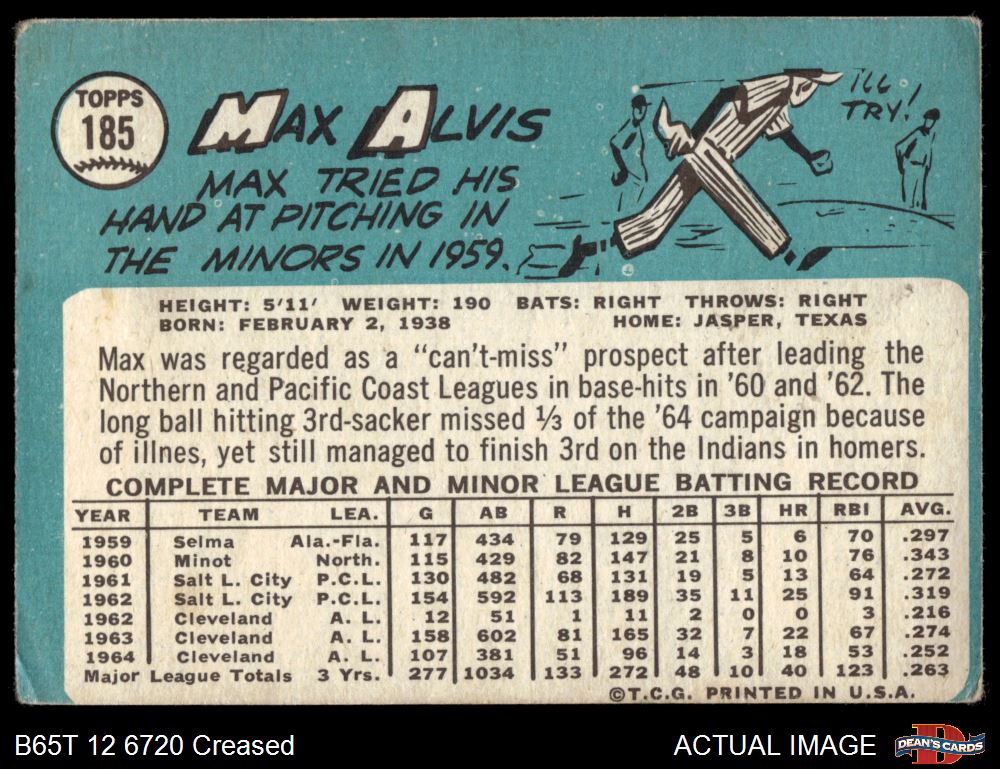 TOPPS
185
MAX ALVIS
MAX TRIED HIS
HAND AT PITCHING IN
THE MINORS IN 1959.
I'LL
TRY!
HEIGHT: 5'11' WEIGHT: 190 BATS: RIGHT THROWS: RIGHT
BORN: FEBRUARY 2, 1938 HOME: JASPER, TEXAS
Max was regarded as a "can't-miss" prospect after leading the
Northern and Pacific Coast Leagues in base-hits in '60 and '62. The
long ball hitting 3rd-sacker missed ⅓ of the '64 campaign because
of illnes, yet still managed to finish 3rd on the Indians in homers.
COMPLETE MAJOR AND MINOR LEAGUE BATTING RECORD
YEAR TEAM LEA. G AB R H 2B 3B HR RBI AVG.
1959 Selma Ala.-Fla. 117 434 79 129 25 5 6 70 .297
1960 Minot North. 115 429 82 147 21 8 10 76 .343
1961 Salt L. City P.C.L. 130 482 68 131 19 5 13 64 .272
1962 Salt L. City P.C.L. 154 592 113 189 35 11 25 91 .319
1962 Cleveland A. L. 12 51 1 11 2 0 0 3 .216
1963 Cleveland A. L. 158 602 81 165 32 7 22 67 .274
1964 Cleveland A. L. 107 381 51 96 14 3 18 53 .252
Major League Totals 3 Yrs. 277 1034 133 272 48 10 40 123 .263
©T.C.G. PRINTED IN U.S.A.
B65T 12 6720 Creased
ACTUAL IMAGE
DEAN'S CARDS